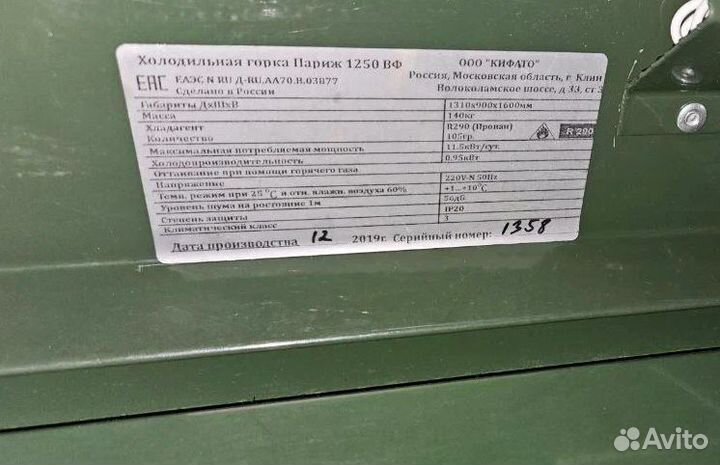 Холодильная горка Париж 1250 ВФ
ООО "КИФАТО"
ЕАС
ЕАЭС N RU Д-RU.АА70.В.03877
Сделано в России
Россия, Московская область, г. Клин
Волоколамское шоссе, д 33, ст 3
Габариты ДхШхВ 1310х900х1600мм
Масса 140кг
Хладагент R290 (Пропан)
Количество 105гр.
R 290
Максимальная потребляемая мощность 11.5кВт/сут.
Холодопроизводительность 0.95кВт
Оттаивание при помощи горячего газа
Напряжение 220V-N 50Hz
Темп. режим при 25 °C и отн. влажн. воздуха 60% +1...+10°C
Уровень шума на ростояние 1м 56дб
Степень защиты IP20
Климатический класс 3
Дата производства 12 2019г. Серийный номер: 1358
Avito